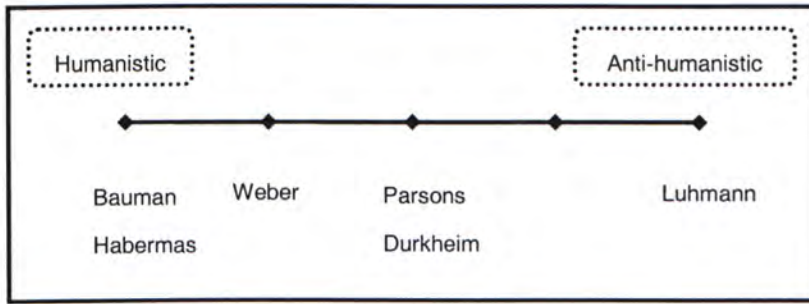 Humanistic Anti-humanistic
Bauman Weber Parsons Luhmann
Habermas Durkheim